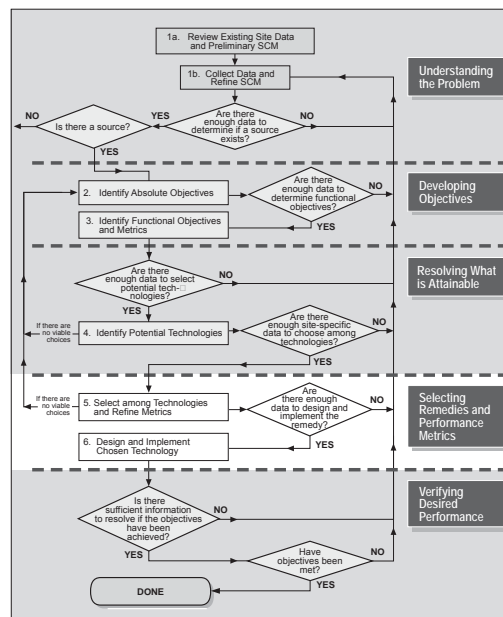 1a. Review Existing Site Data
and Preliminary SCM
1b. Collect Data and
Refine SCM
Understanding
the Problem
NO
Is there a source?
YES
Are there
enough data to
determine if a source
exists?
NO
YES
2. Identify Absolute Objectives
Are there
enough data to
determine functional
objectives?
NO
YES
Developing
Objectives
3. Identify Functional Objectives
and Metrics
Are there
enough data to select
potential tech-□
nologies?
NO
YES
Resolving What
is Attainable
If there are
no viable
choices
4. Identify Potential Technologies
Are there
enough site-specific
data to choose among
technologies?
NO
YES
If there are
no viable
choices
5. Select among Technologies
and Refine Metrics
Are
there enough
data to design and
implement the
remedy?
NO
YES
Selecting
Remedies and
Performance
Metrics
6. Design and Implement
Chosen Technology
Is there
sufficient information
to resolve if the objectives
have been
achieved?
NO
YES
Verifying
Desired
Performance
Have
objectives been
met?
NO
YES
DONE